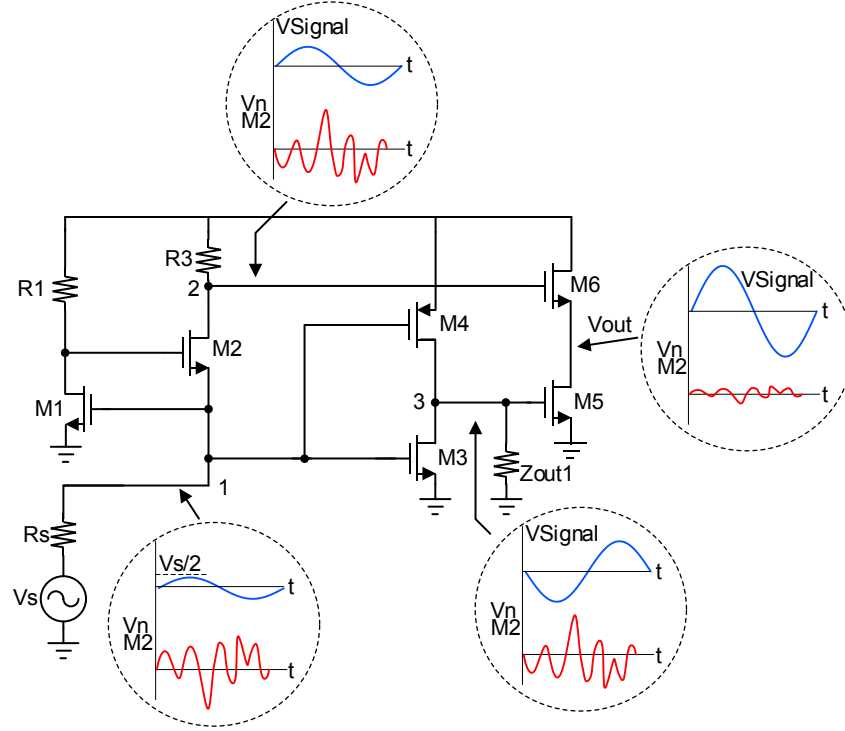 VSignal
t
Vn
M2
t
R3
R1
2
M6
M2
M4
Vout
VSignal
t
Vn
M2
t
M1
3
M5
M3
1
Zout1
Rs
Vs
Vs/2
t
Vn
M2
t
VSignal
t
Vn
M2
t